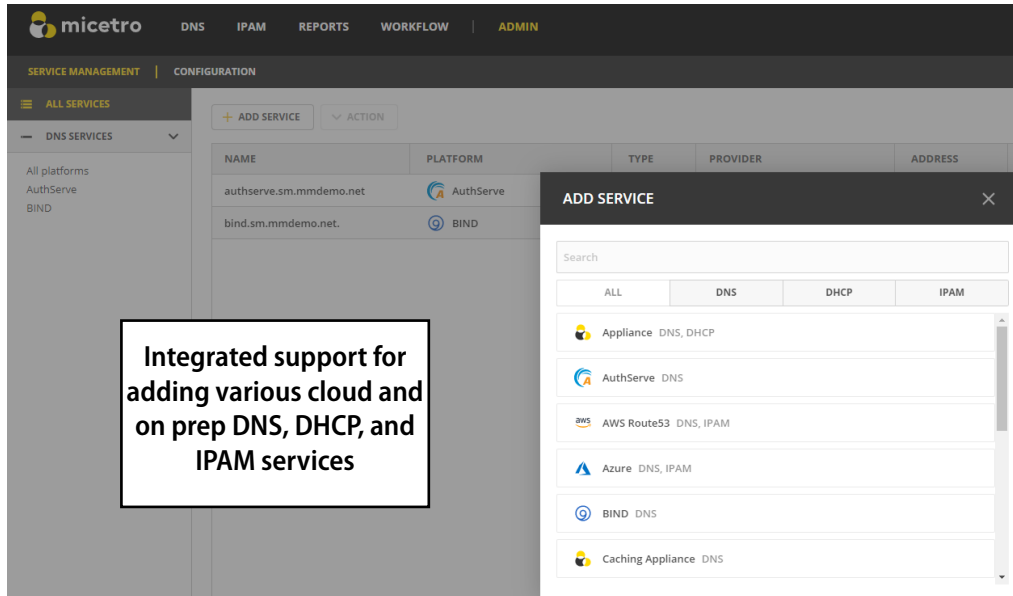 micetro DNS IPAM REPORTS WORKFLOW | ADMIN
SERVICE MANAGEMENT | CONFIGURATION
ALL SERVICES
DNS SERVICES
All platforms
AuthServe
BIND
+ ADD SERVICE ACTION
NAME PLATFORM TYPE PROVIDER ADDRESS
authserve.sm.mmdemo.net AuthServe
bind.sm.mmdemo.net. BIND
Integrated support for
adding various cloud and
on prep DNS, DHCP, and
IPAM services
ADD SERVICE
Search
ALL DNS DHCP IPAM
Appliance DNS, DHCP
AuthServe DNS
aws AWS Route53 DNS, IPAM
Azure DNS, IPAM
BIND DNS
Caching Appliance DNS